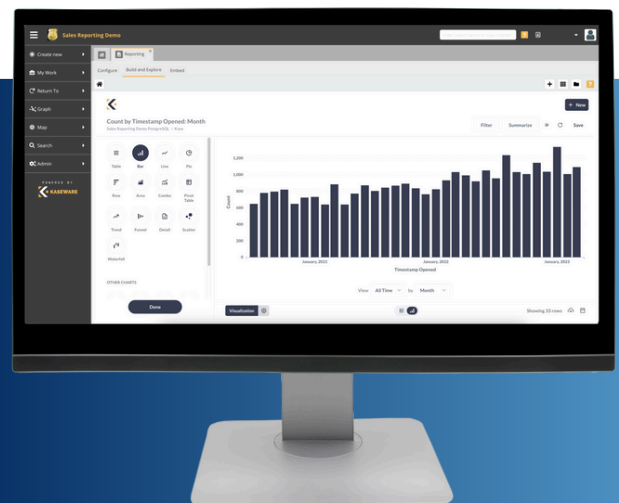 Sales Reporting Demo
Create new
My Work
Return To
Graph
Map
Search
Admin
POWERED BY
KASEWARE
Reporting
Configure Build and Explore Embed
+ New
Count by Timestamp Opened: Month
Sales Reporting Demo PostgreSQL
Filter Summarize Save
Table Bar Line Pie
Row Area Combo Pivot Table
Trend Funnel Detail Scatter
Waterfall
OTHER CHARTS
Done
1,200
1,000
800
600
400
200
0
Count
January, 2021 January, 2022 January, 2023
Timestamp Opened
View All Time by Month
Visualization
Showing 35 rows